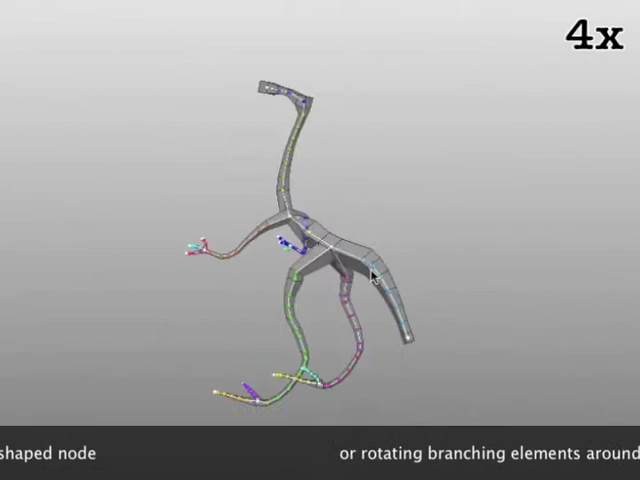 4x
shaped node
or rotating branching elements around